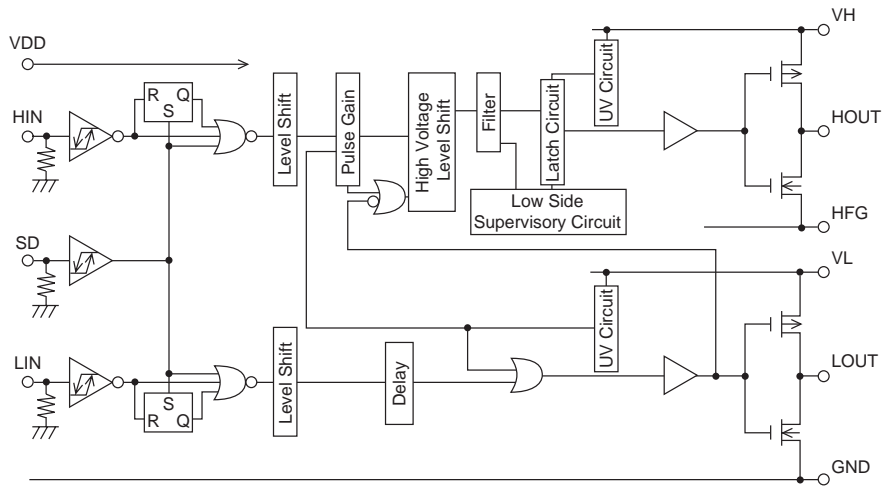 VDD
VH
HIN
R
Q
S
Level Shift
Pulse Gain
High Voltage
Level Shift
Filter
Latch Circuit
UV Circuit
HOUT
Low Side
Supervisory Circuit
HFG
SD
VL
UV Circuit
LIN
Level Shift
Delay
LOUT
S
R
Q
GND